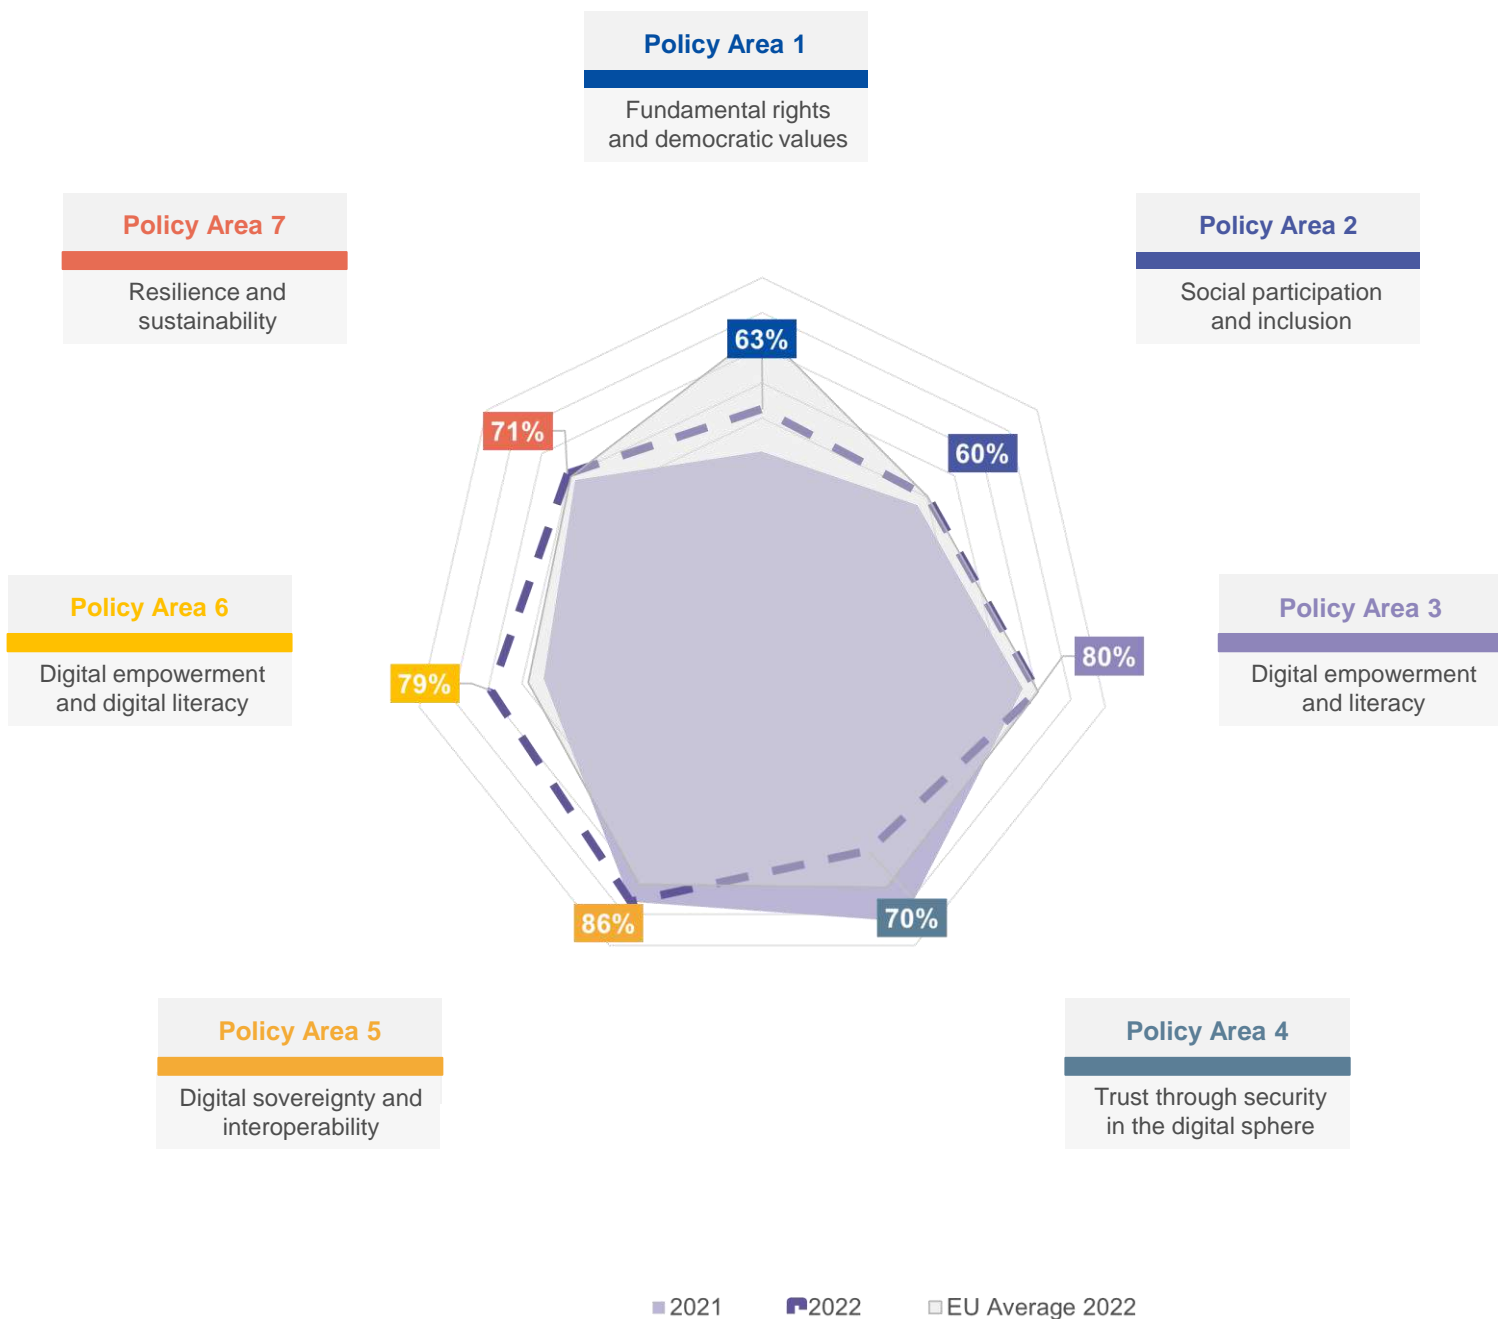 Policy Area 1
Fundamental rights
and democratic values
Policy Area 7
Resilience and
sustainability
Policy Area 2
Social participation
and inclusion
63%
71%
60%
Policy Area 6
Digital empowerment
and digital literacy
Policy Area 3
Digital empowerment
and literacy
80%
79%
70%
86%
Policy Area 5
Digital sovereignty and
interoperability
Policy Area 4
Trust through security
in the digital sphere
2021
2022
EU Average 2022